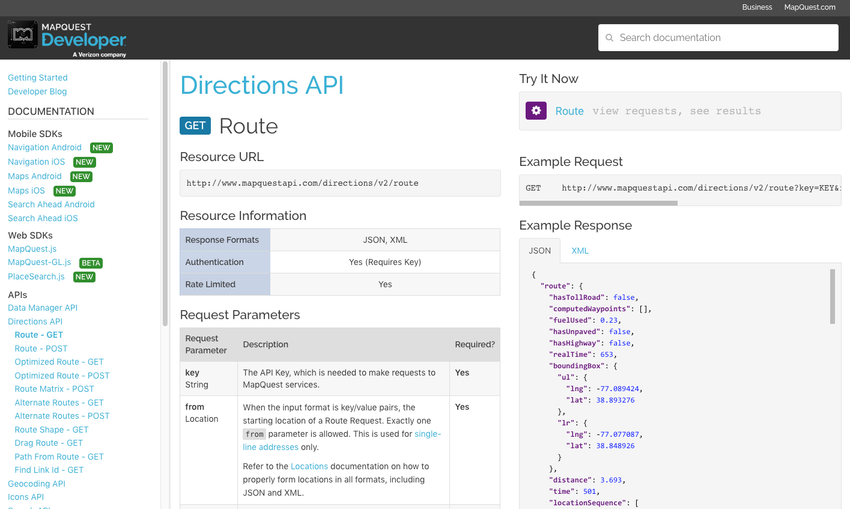 Business MapQuest.com
MAPQUEST
Developer
A Verizon company
Search documentation
Getting Started
Developer Blog
DOCUMENTATION
Mobile SDKs
Navigation Android NEW
Navigation iOS NEW
Maps Android NEW
Maps iOS NEW
Search Ahead Android
Search Ahead iOS
Web SDKs
MapQuest.js
MapQuest-GL.js BETA
PlaceSearch.js NEW
APIs
Data Manager API
Directions API
Route - GET
Route - POST
Optimized Route - GET
Optimized Route - POST
Route Matrix - POST
Alternate Routes - GET
Alternate Routes - POST
Route Shape - GET
Drag Route - GET
Path From Route - GET
Find Link Id - GET
Geocoding API
Icons API
Directions API
GET Route
Resource URL
http://www.mapquestapi.com/directions/v2/route
Resource Information
Response Formats JSON, XML
Authentication Yes (Requires Key)
Rate Limited Yes
Request Parameters
Request
Parameter Description Required?
key The API Key, which is needed to make requests to Yes
String MapQuest services.
from When the input format is key/value pairs, the Yes
Location starting location of a Route Request. Exactly one
from parameter is allowed. This is used for single-
line addresses only.
Refer to the Locations documentation on how to
properly form locations in all formats, including
JSON and XML.
Try It Now
Route view requests, see results
Example Request
GET http://www.mapquestapi.com/directions/v2/route?key=KEY&
Example Response
JSON XML
{
"route": {
"hasTollRoad": false,
"computedWaypoints": [],
"fuelUsed": 0.23,
"hasUnpaved": false,
"hasHighway": false,
"realTime": 653,
"boundingBox": {
"ul": {
"lng": -77.089424,
"lat": 38.893276
},
"lr": {
"lng": -77.077087,
"lat": 38.848926
}
},
"distance": 3.693,
"time": 501,
"locationSequence": [